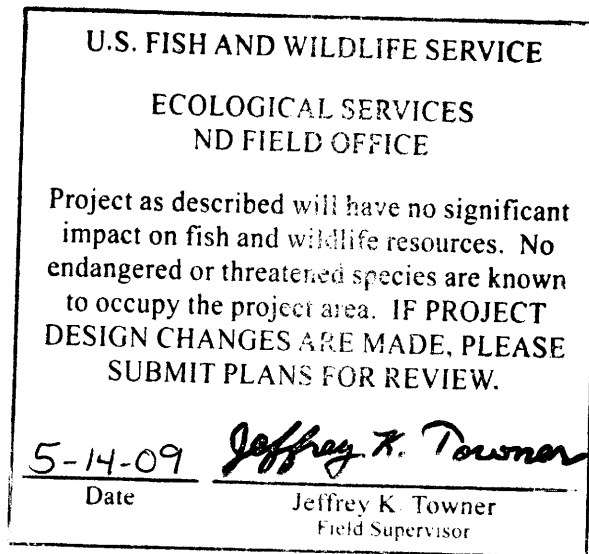 U.S. FISH AND WILDLIFE SERVICE
ECOLOGICAL SERVICES
ND FIELD OFFICE
Project as described will have no significant
impact on fish and wildlife resources. No
endangered or threatened species are known
to occupy the project area. IF PROJECT
DESIGN CHANGES ARE MADE, PLEASE
SUBMIT PLANS FOR REVIEW.
5-14-09 Jeffrey K. Towner
Date Jeffrey K. Towner
Field Supervisor